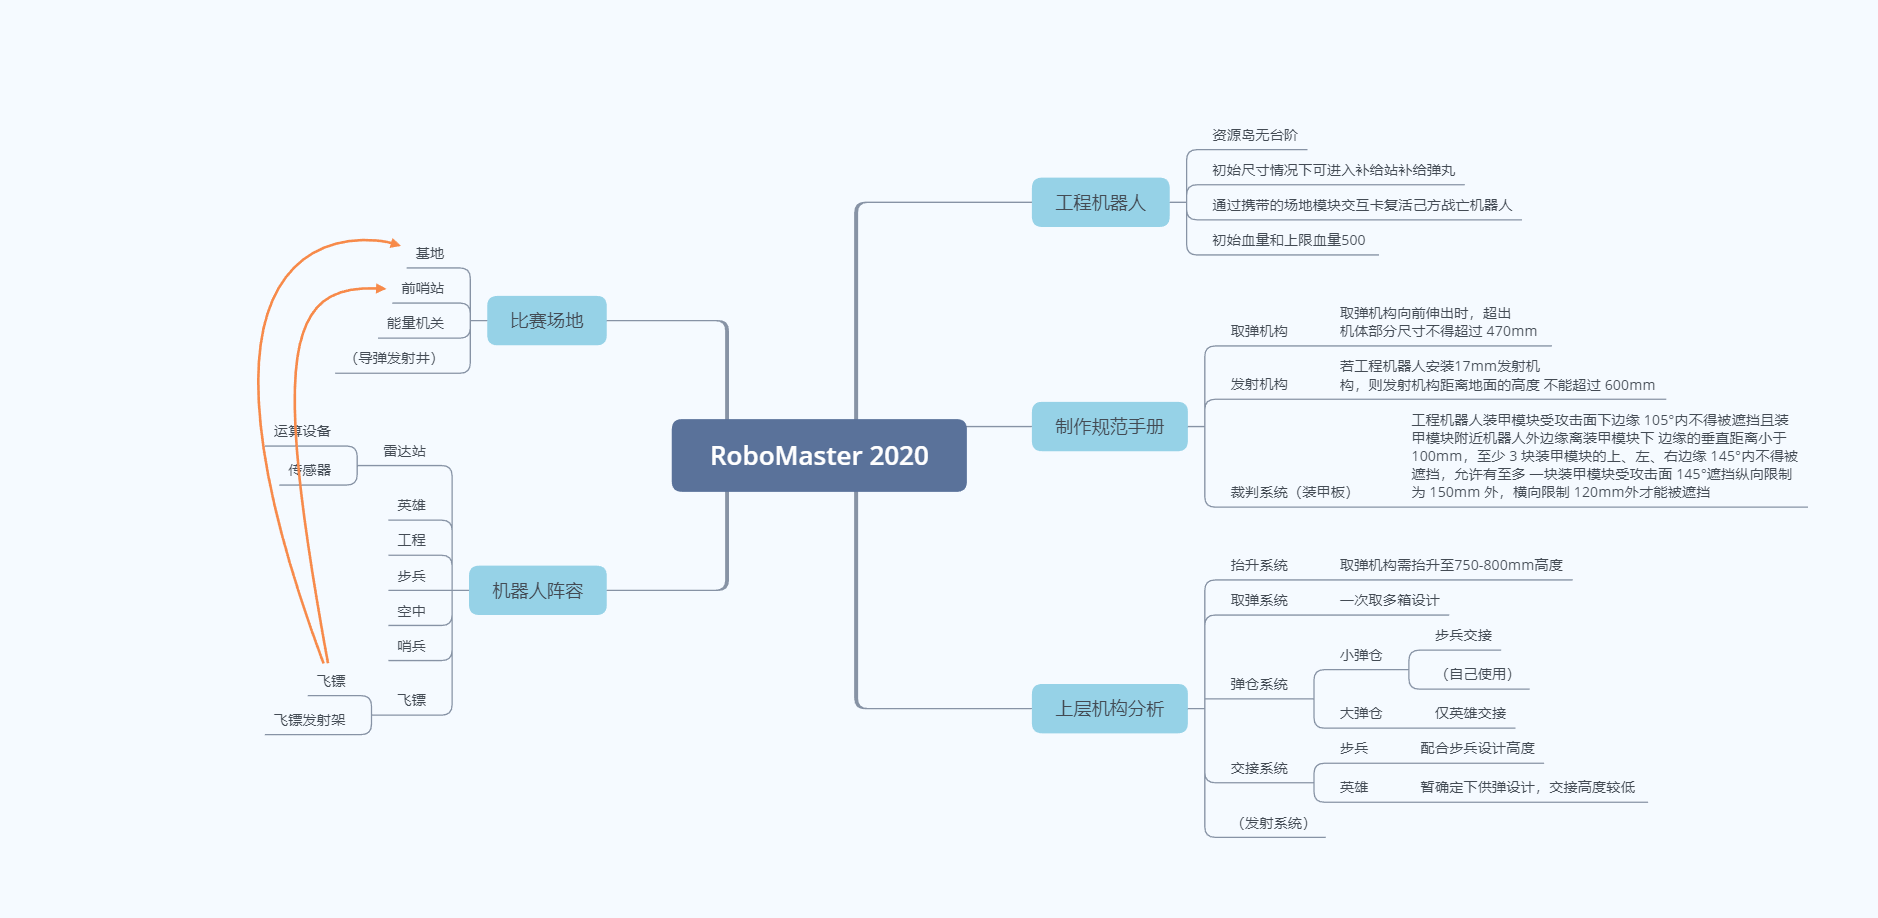 RoboMaster 2020
工程机器人
资源岛无台阶
初始尺寸情况下可进入补给站补给弹丸
通过携带的场地模块交互卡复活己方战亡机器人
初始血量和上限血量500
制作规范手册
取弹机构
取弹机构向前伸出时，超出
机体部分尺寸不得超过 470mm
发射机构
若工程机器人安装17mm发射机
构，则发射机构距离地面的高度 不能超过 600mm
裁判系统（装甲板）
工程机器人装甲模块受攻击面下边缘 105°内不得被遮挡且装
甲模块附近机器人外边缘离装甲模块下 边缘的垂直距离小于
100mm，至少 3 块装甲模块的上、左、右边缘 145°内不得被
遮挡，允许有至多 一块装甲模块受攻击面 145°遮挡纵向限制
为 150mm 外，横向限制 120mm外才能被遮挡
上层机构分析
抬升系统
取弹机构需抬升至750-800mm高度
取弹系统
一次取多箱设计
弹仓系统
小弹仓
步兵交接
（自己使用）
大弹仓
仅英雄交接
交接系统
步兵
配合步兵设计高度
英雄
暂确定下供弹设计，交接高度较低
（发射系统）
比赛场地
基地
前哨站
能量机关
（导弹发射井）
机器人阵容
雷达站
运算设备
传感器
英雄
工程
步兵
空中
哨兵
飞镖
飞镖
飞镖发射架